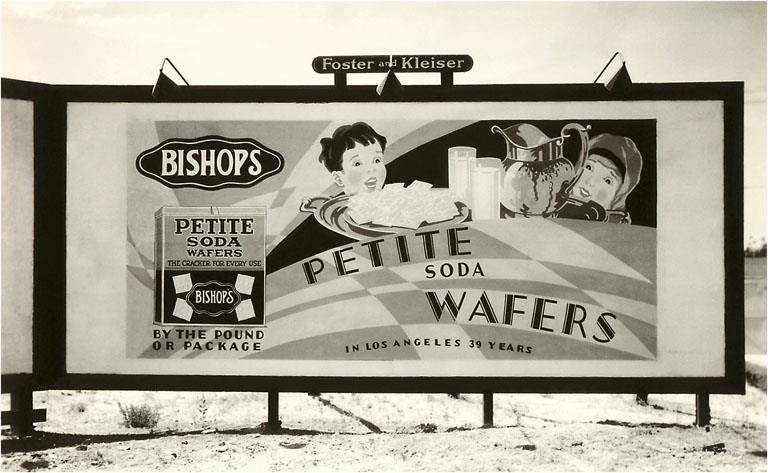 Foster and Kleiser
BISHOPS
PETITE
SODA
WAFERS
THE CRACKER FOR EVERY USE
BISHOPS
BY THE POUND
OR PACKAGE
PETITE
SODA
WAFERS
IN LOS ANGELES 39 YEARS